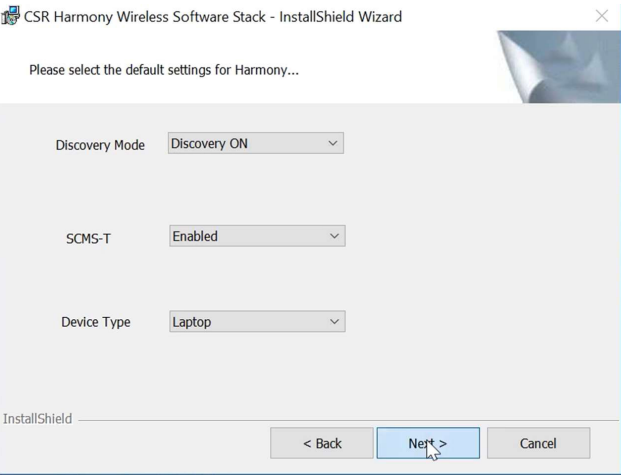 CSR Harmony Wireless Software Stack - InstallShield Wizard
Please select the default settings for Harmony...
Discovery Mode Discovery ON
SCMS-T Enabled
Device Type Laptop
InstallShield
< Back Next > Cancel